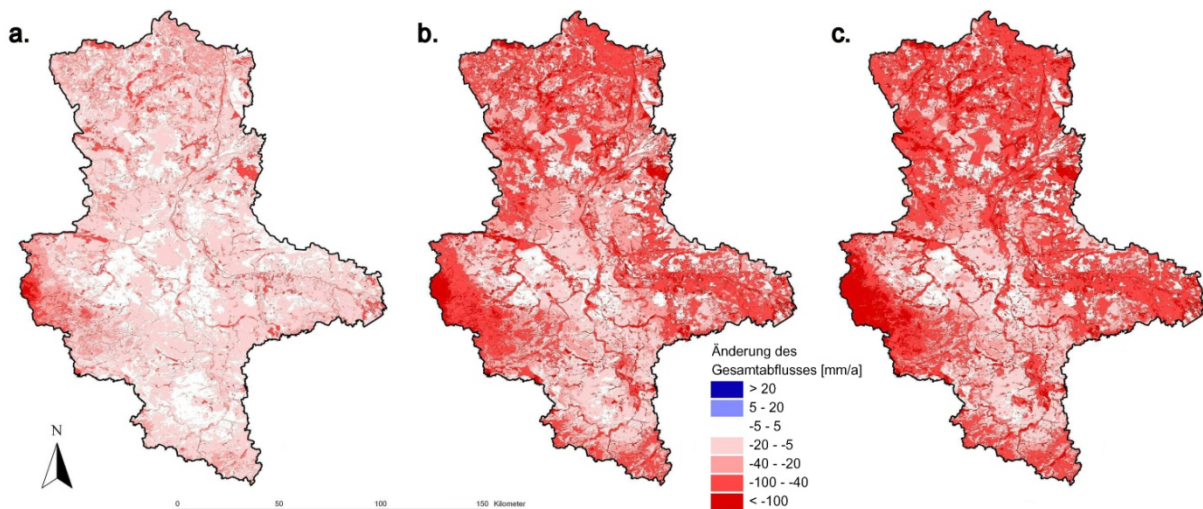 a.
b.
c.
Änderung des
Gesamtabflusses [mm/a]
> 20
5 - 20
-5 - 5
-20 - -5
-40 - -20
-100 - -40
< -100
N
0 50 100 150 Kilometer